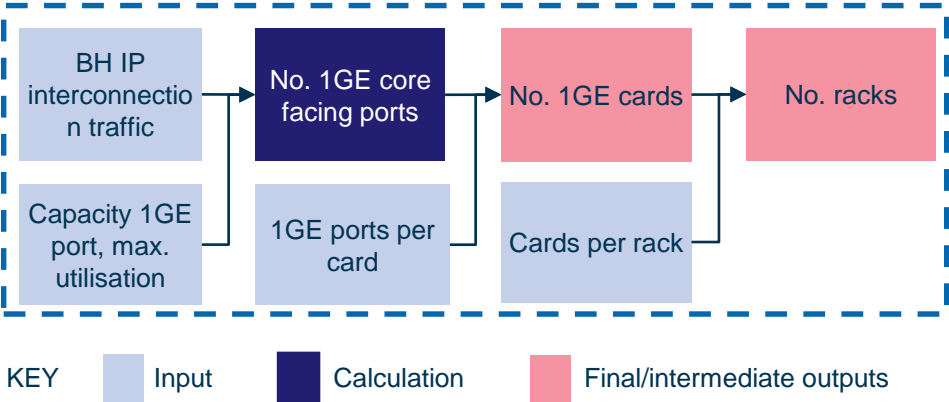 BH IP
interconnectio
n traffic
No. 1GE core
facing ports
No. 1GE cards
No. racks
Capacity 1GE
port, max.
utilisation
1GE ports per
card
Cards per rack
KEY
Input
Calculation
Final/intermediate outputs